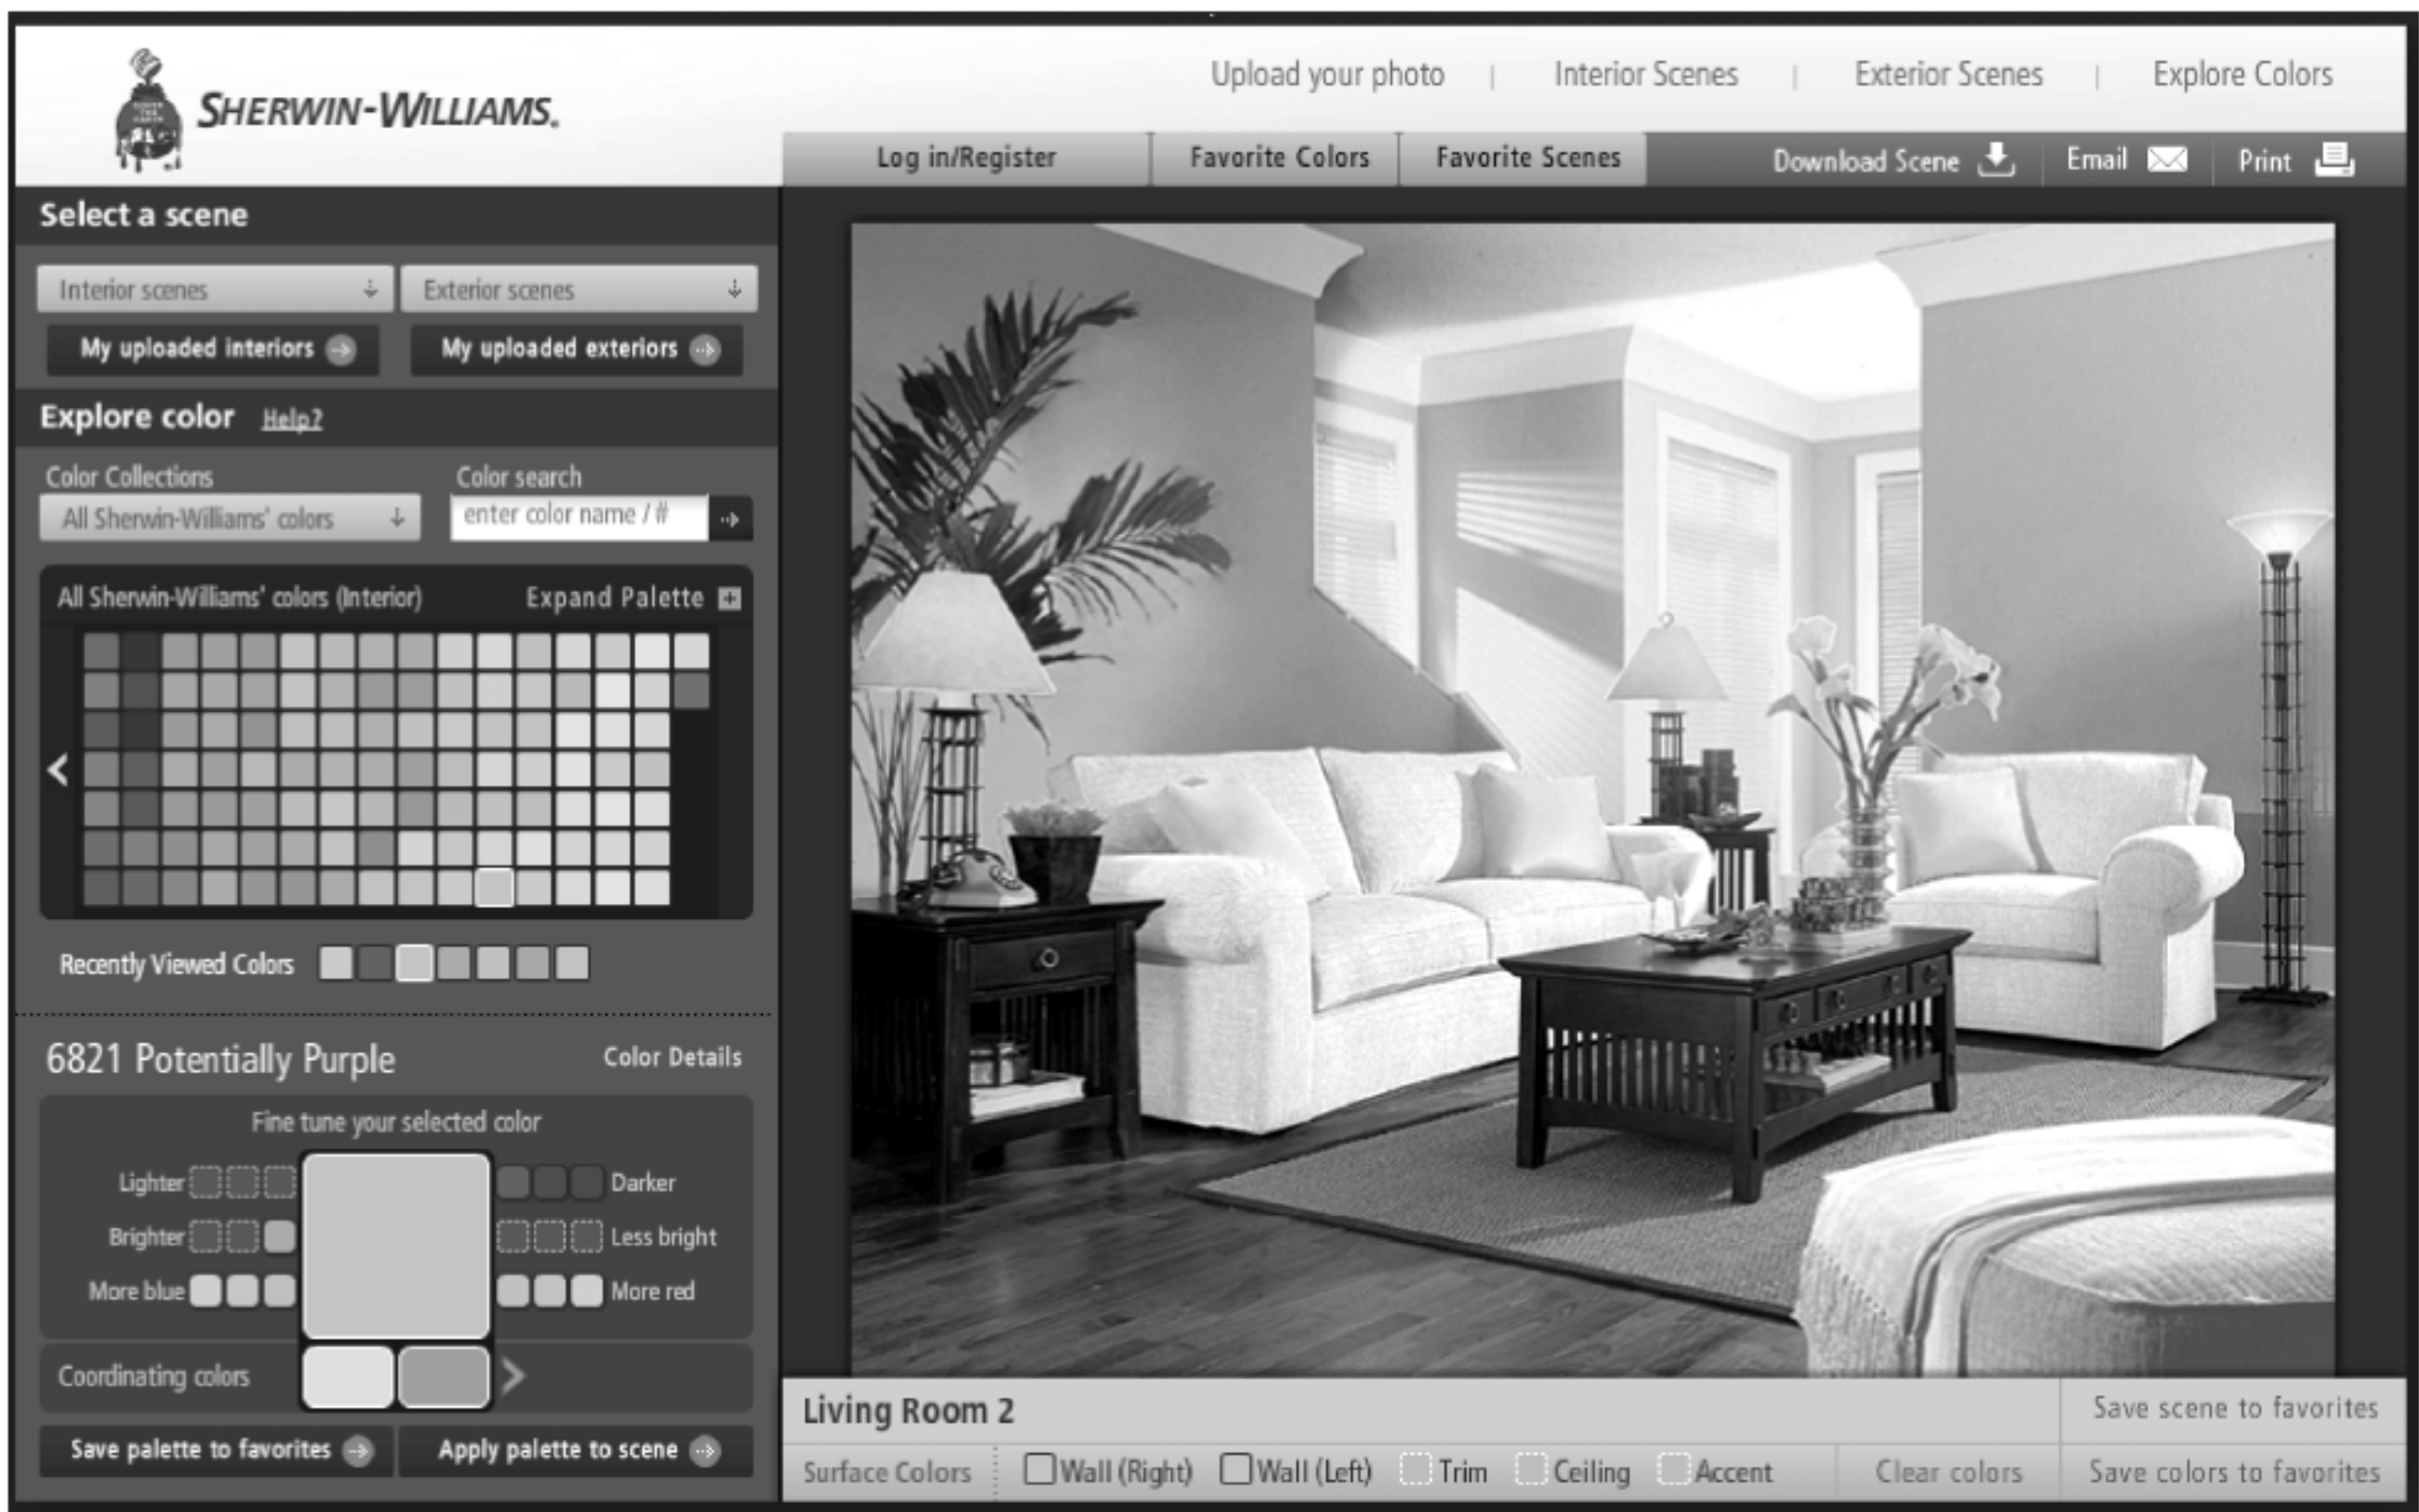 SHERWIN-WILLIAMS.
Upload your photo | Interior Scenes | Exterior Scenes | Explore Colors
Log in/Register Favorite Colors Favorite Scenes Download Scene Email Print
Select a scene
Interior scenes Exterior scenes
My uploaded interiors My uploaded exteriors
Explore color Help?
Color Collections Color search
All Sherwin-Williams' colors enter color name / #
All Sherwin-Williams' colors (Interior) Expand Palette
Recently Viewed Colors
6821 Potentially Purple Color Details
Fine tune your selected color
Lighter Darker
Brighter Less bright
More blue More red
Coordinating colors
Save palette to favorites Apply palette to scene
Living Room 2 Save scene to favorites
Surface Colors Wall (Right) Wall (Left) Trim Ceiling Accent Clear colors Save colors to favorites